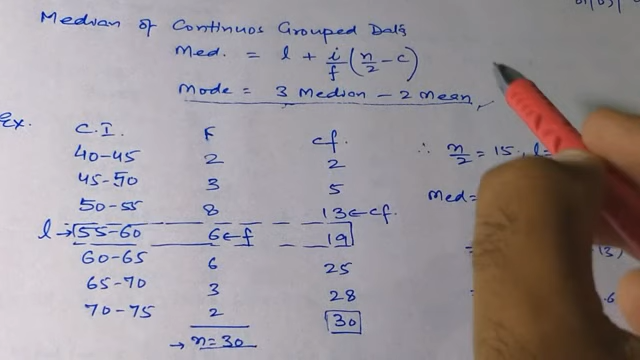 Median of Continuos Grouped Data
Med. = l + i/f (n/2 - c)
Mode = 3 Median - 2 Mean
Ex.
C.I. F cf
40-45 2 2
45-50 3 5
50-55 8 13 ← cf.
l → 55-60 6 ← f 19
60-65 6 25
65-70 3 28
70-75 2 30
→ n = 30
∴ n/2 = 15, l =
Med =
=
=